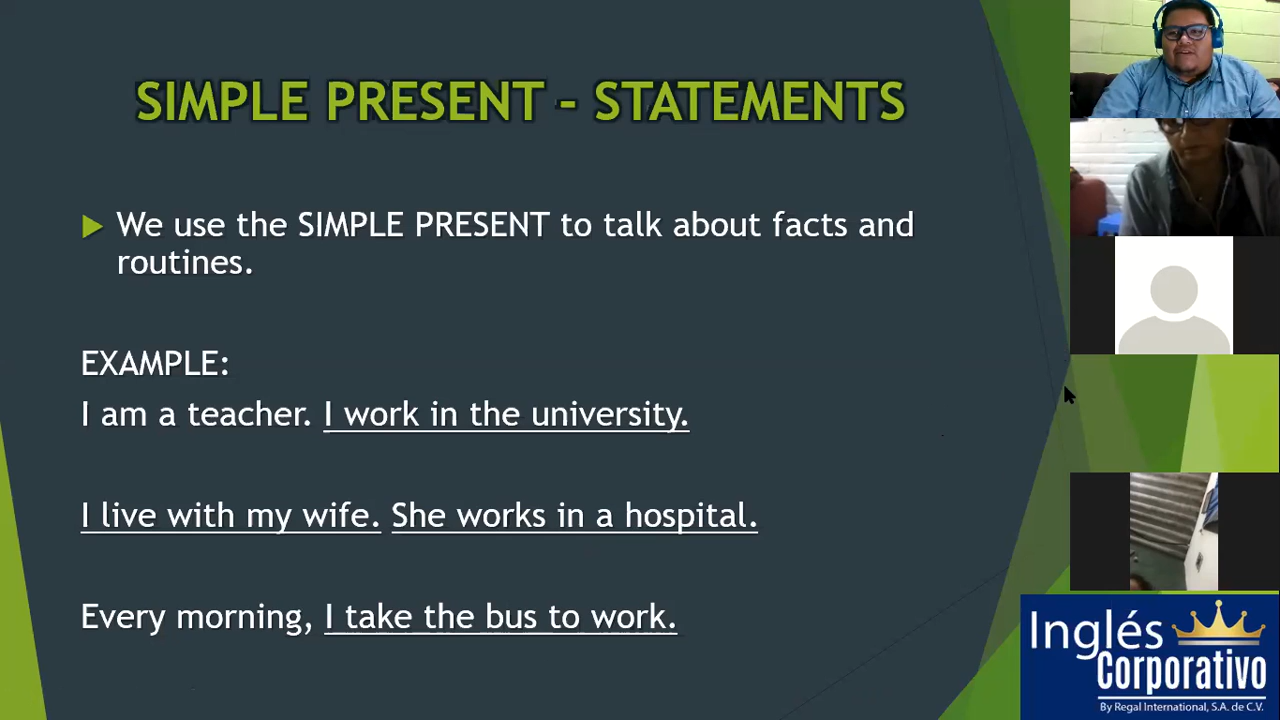 SIMPLE PRESENT - STATEMENTS
We use the SIMPLE PRESENT to talk about facts and
routines.
EXAMPLE:
I am a teacher. I work in the university.
I live with my wife. She works in a hospital.
Every morning, I take the bus to work.
Inglés
Corporativo
By Regal International, S.A. de C.V.